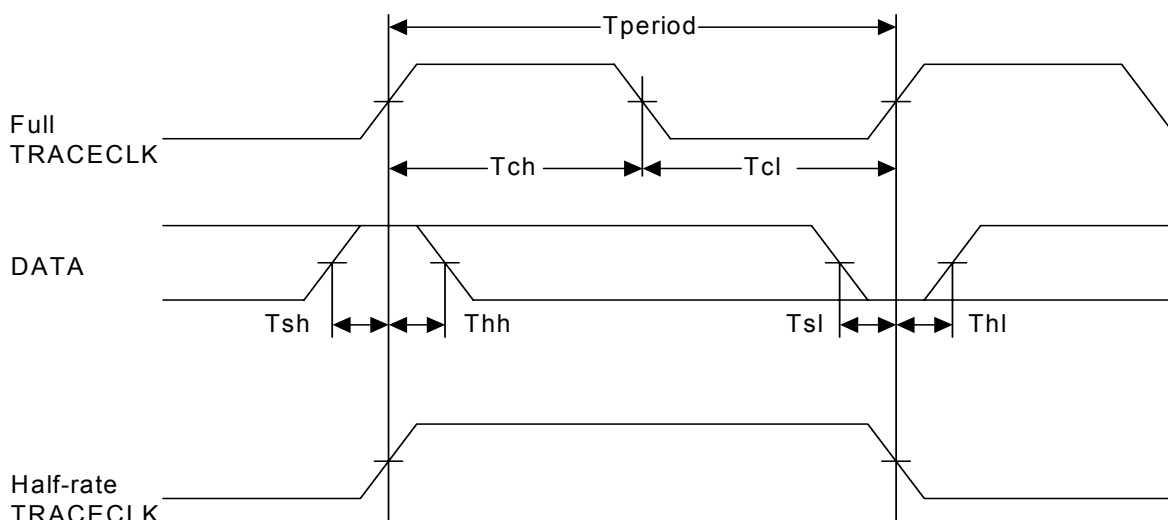 Tperiod
Full
TRACECLK
Tch
Tcl
DATA
Tsh
Thh
Tsl
Thl
Half-rate
TRACECLK